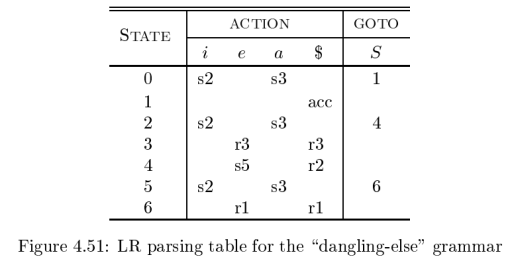 STATE ACTION GOTO
i e a $ S
0 s2 s3 1
1 acc
2 s2 s3 4
3 r3 r3
4 s5 r2
5 s2 s3 6
6 r1 r1
Figure 4.51: LR parsing table for the “dangling-else” grammar